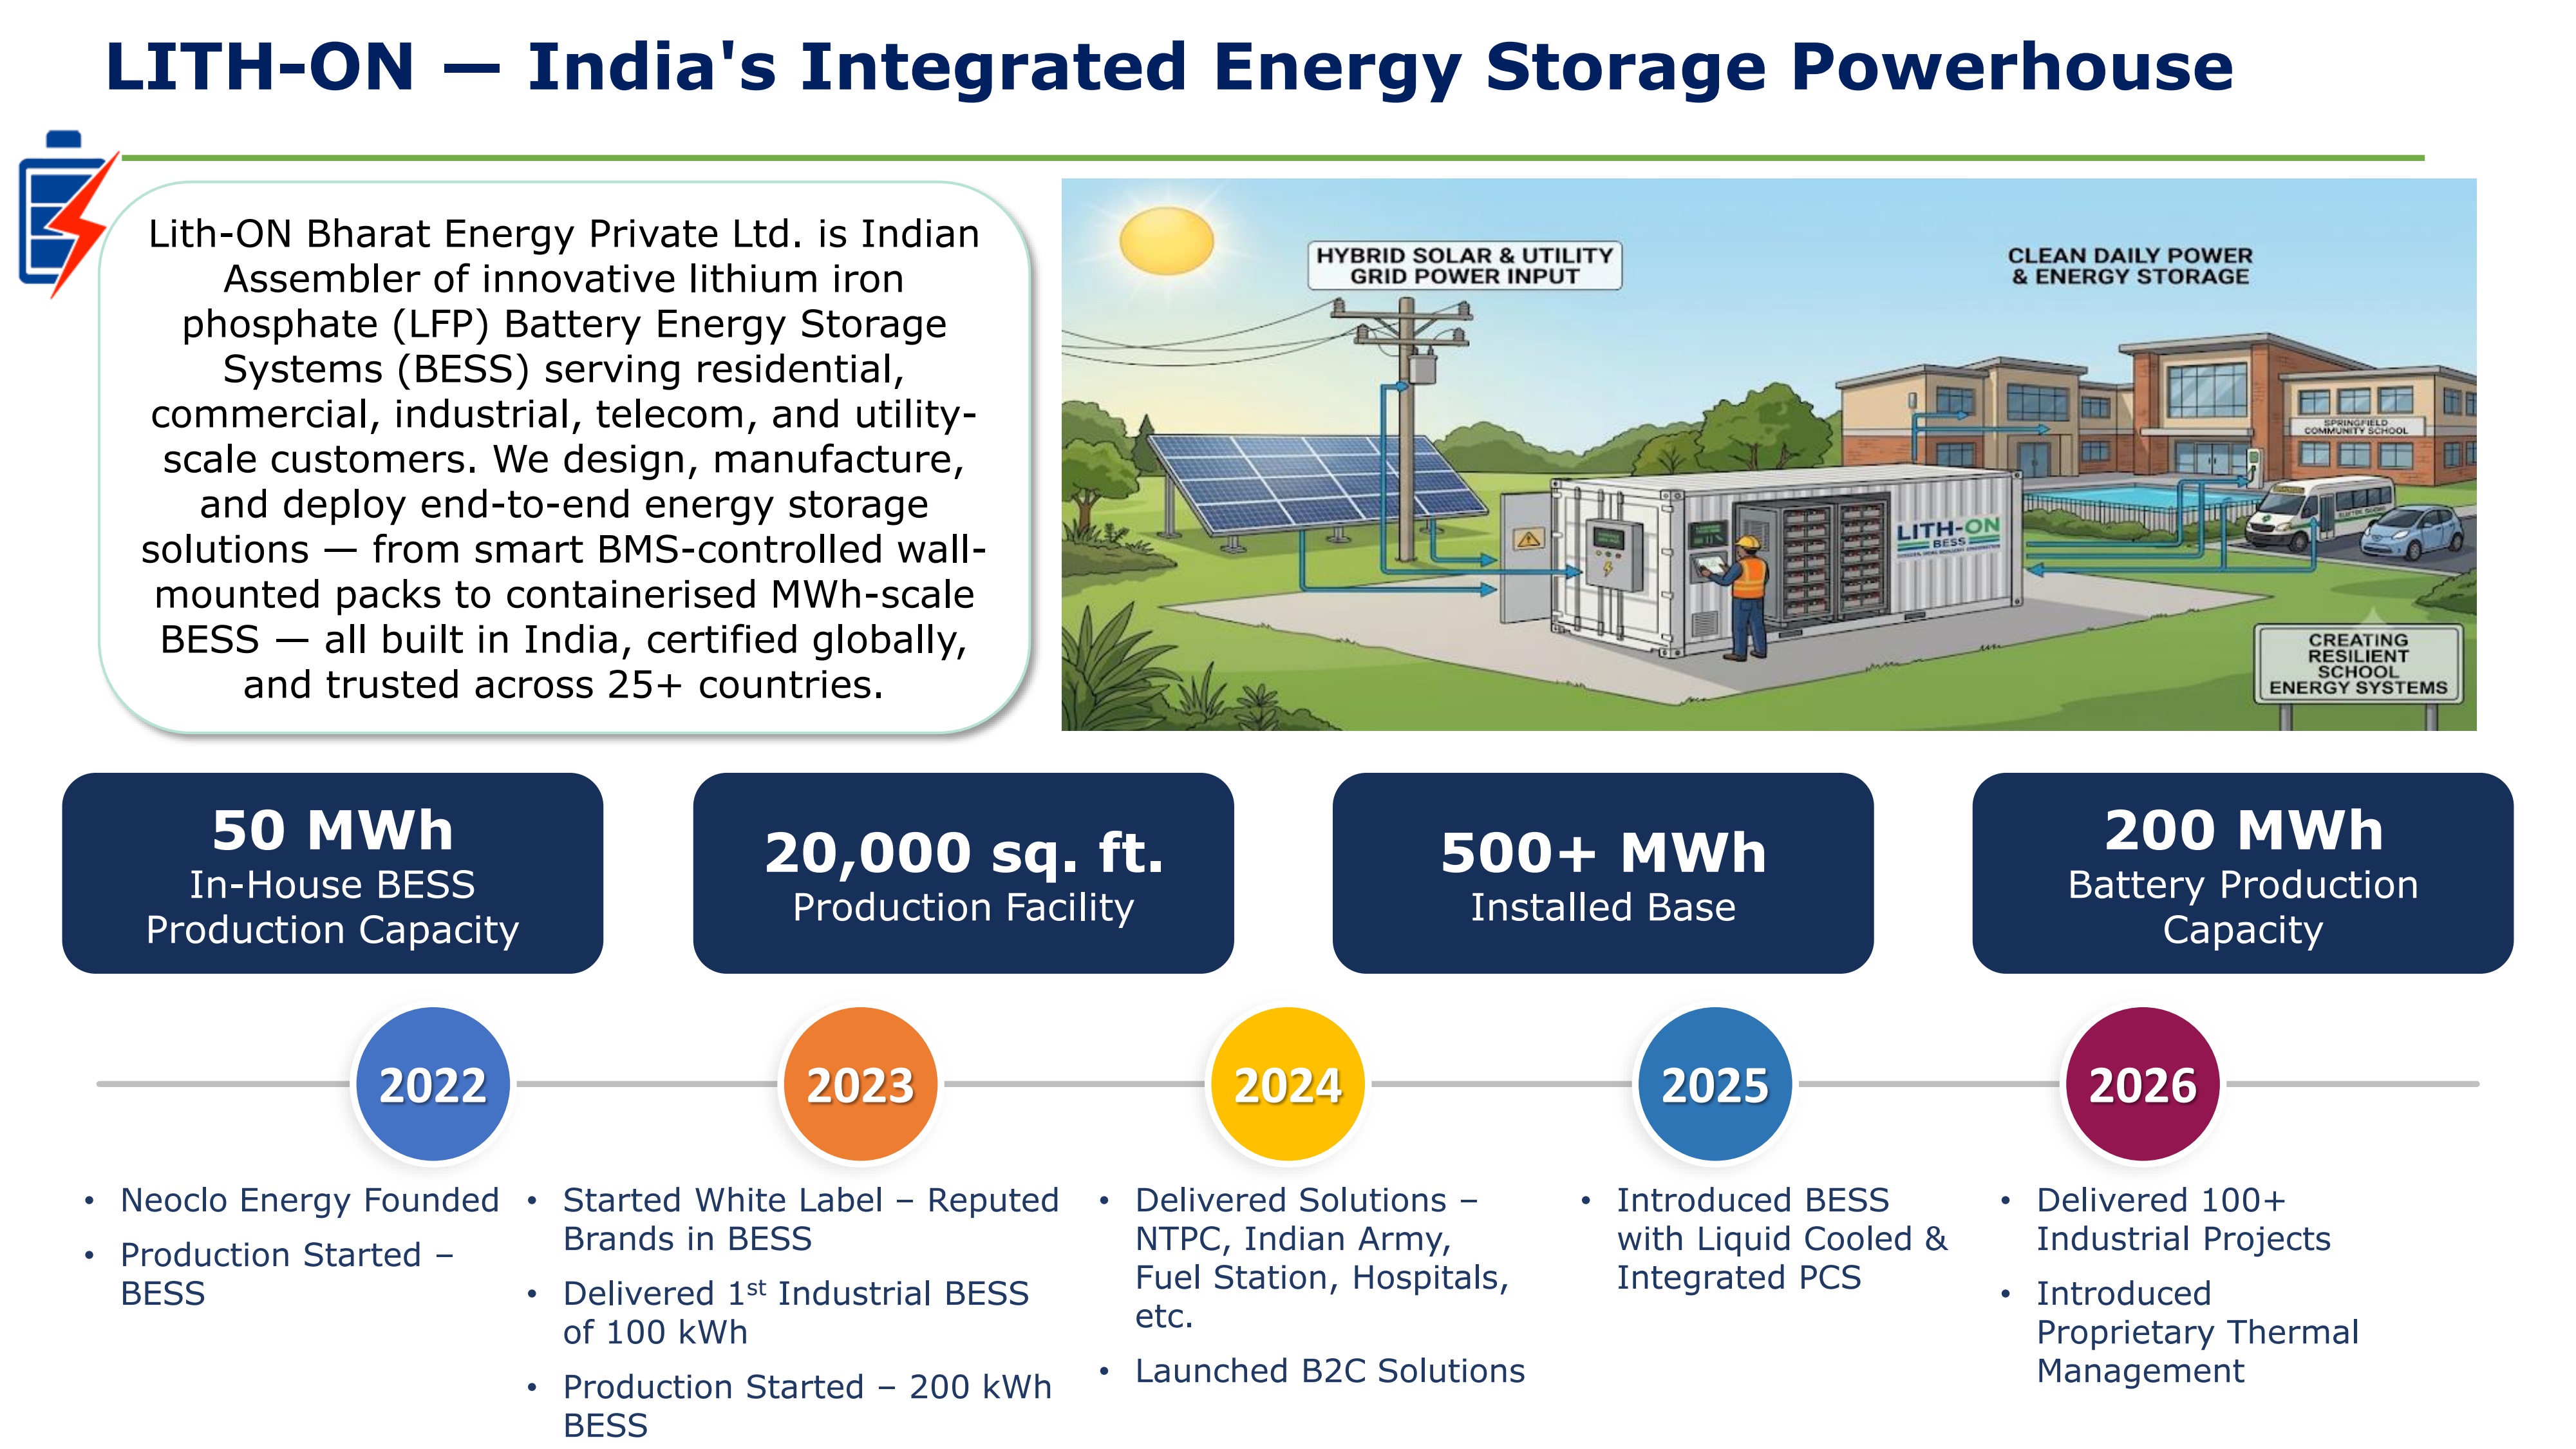 LITH-ON — India's Integrated Energy Storage Powerhouse
Lith-ON Bharat Energy Private Ltd. is Indian
Assembler of innovative lithium iron
phosphate (LFP) Battery Energy Storage
Systems (BESS) serving residential,
commercial, industrial, telecom, and utility-
scale customers. We design, manufacture,
and deploy end-to-end energy storage
solutions — from smart BMS-controlled wall-
mounted packs to containerised MWh-scale
BESS — all built in India, certified globally,
and trusted across 25+ countries.
HYBRID SOLAR & UTILITY
GRID POWER INPUT
CLEAN DAILY POWER
& ENERGY STORAGE
SPRINGFIELD
COMMUNITY SCHOOL
LITH-ON
BESS
CREATING
RESILIENT
SCHOOL
ENERGY SYSTEMS
50 MWh
In-House BESS
Production Capacity
20,000 sq. ft.
Production Facility
500+ MWh
Installed Base
200 MWh
Battery Production
Capacity
2022
2023
2024
2025
2026
• Neoclo Energy Founded
• Production Started –
BESS
• Started White Label – Reputed
Brands in BESS
• Delivered 1st Industrial BESS
of 100 kWh
• Production Started – 200 kWh
BESS
• Delivered Solutions –
NTPC, Indian Army,
Fuel Station, Hospitals,
etc.
• Launched B2C Solutions
• Introduced BESS
with Liquid Cooled &
Integrated PCS
• Delivered 100+
Industrial Projects
• Introduced
Proprietary Thermal
Management